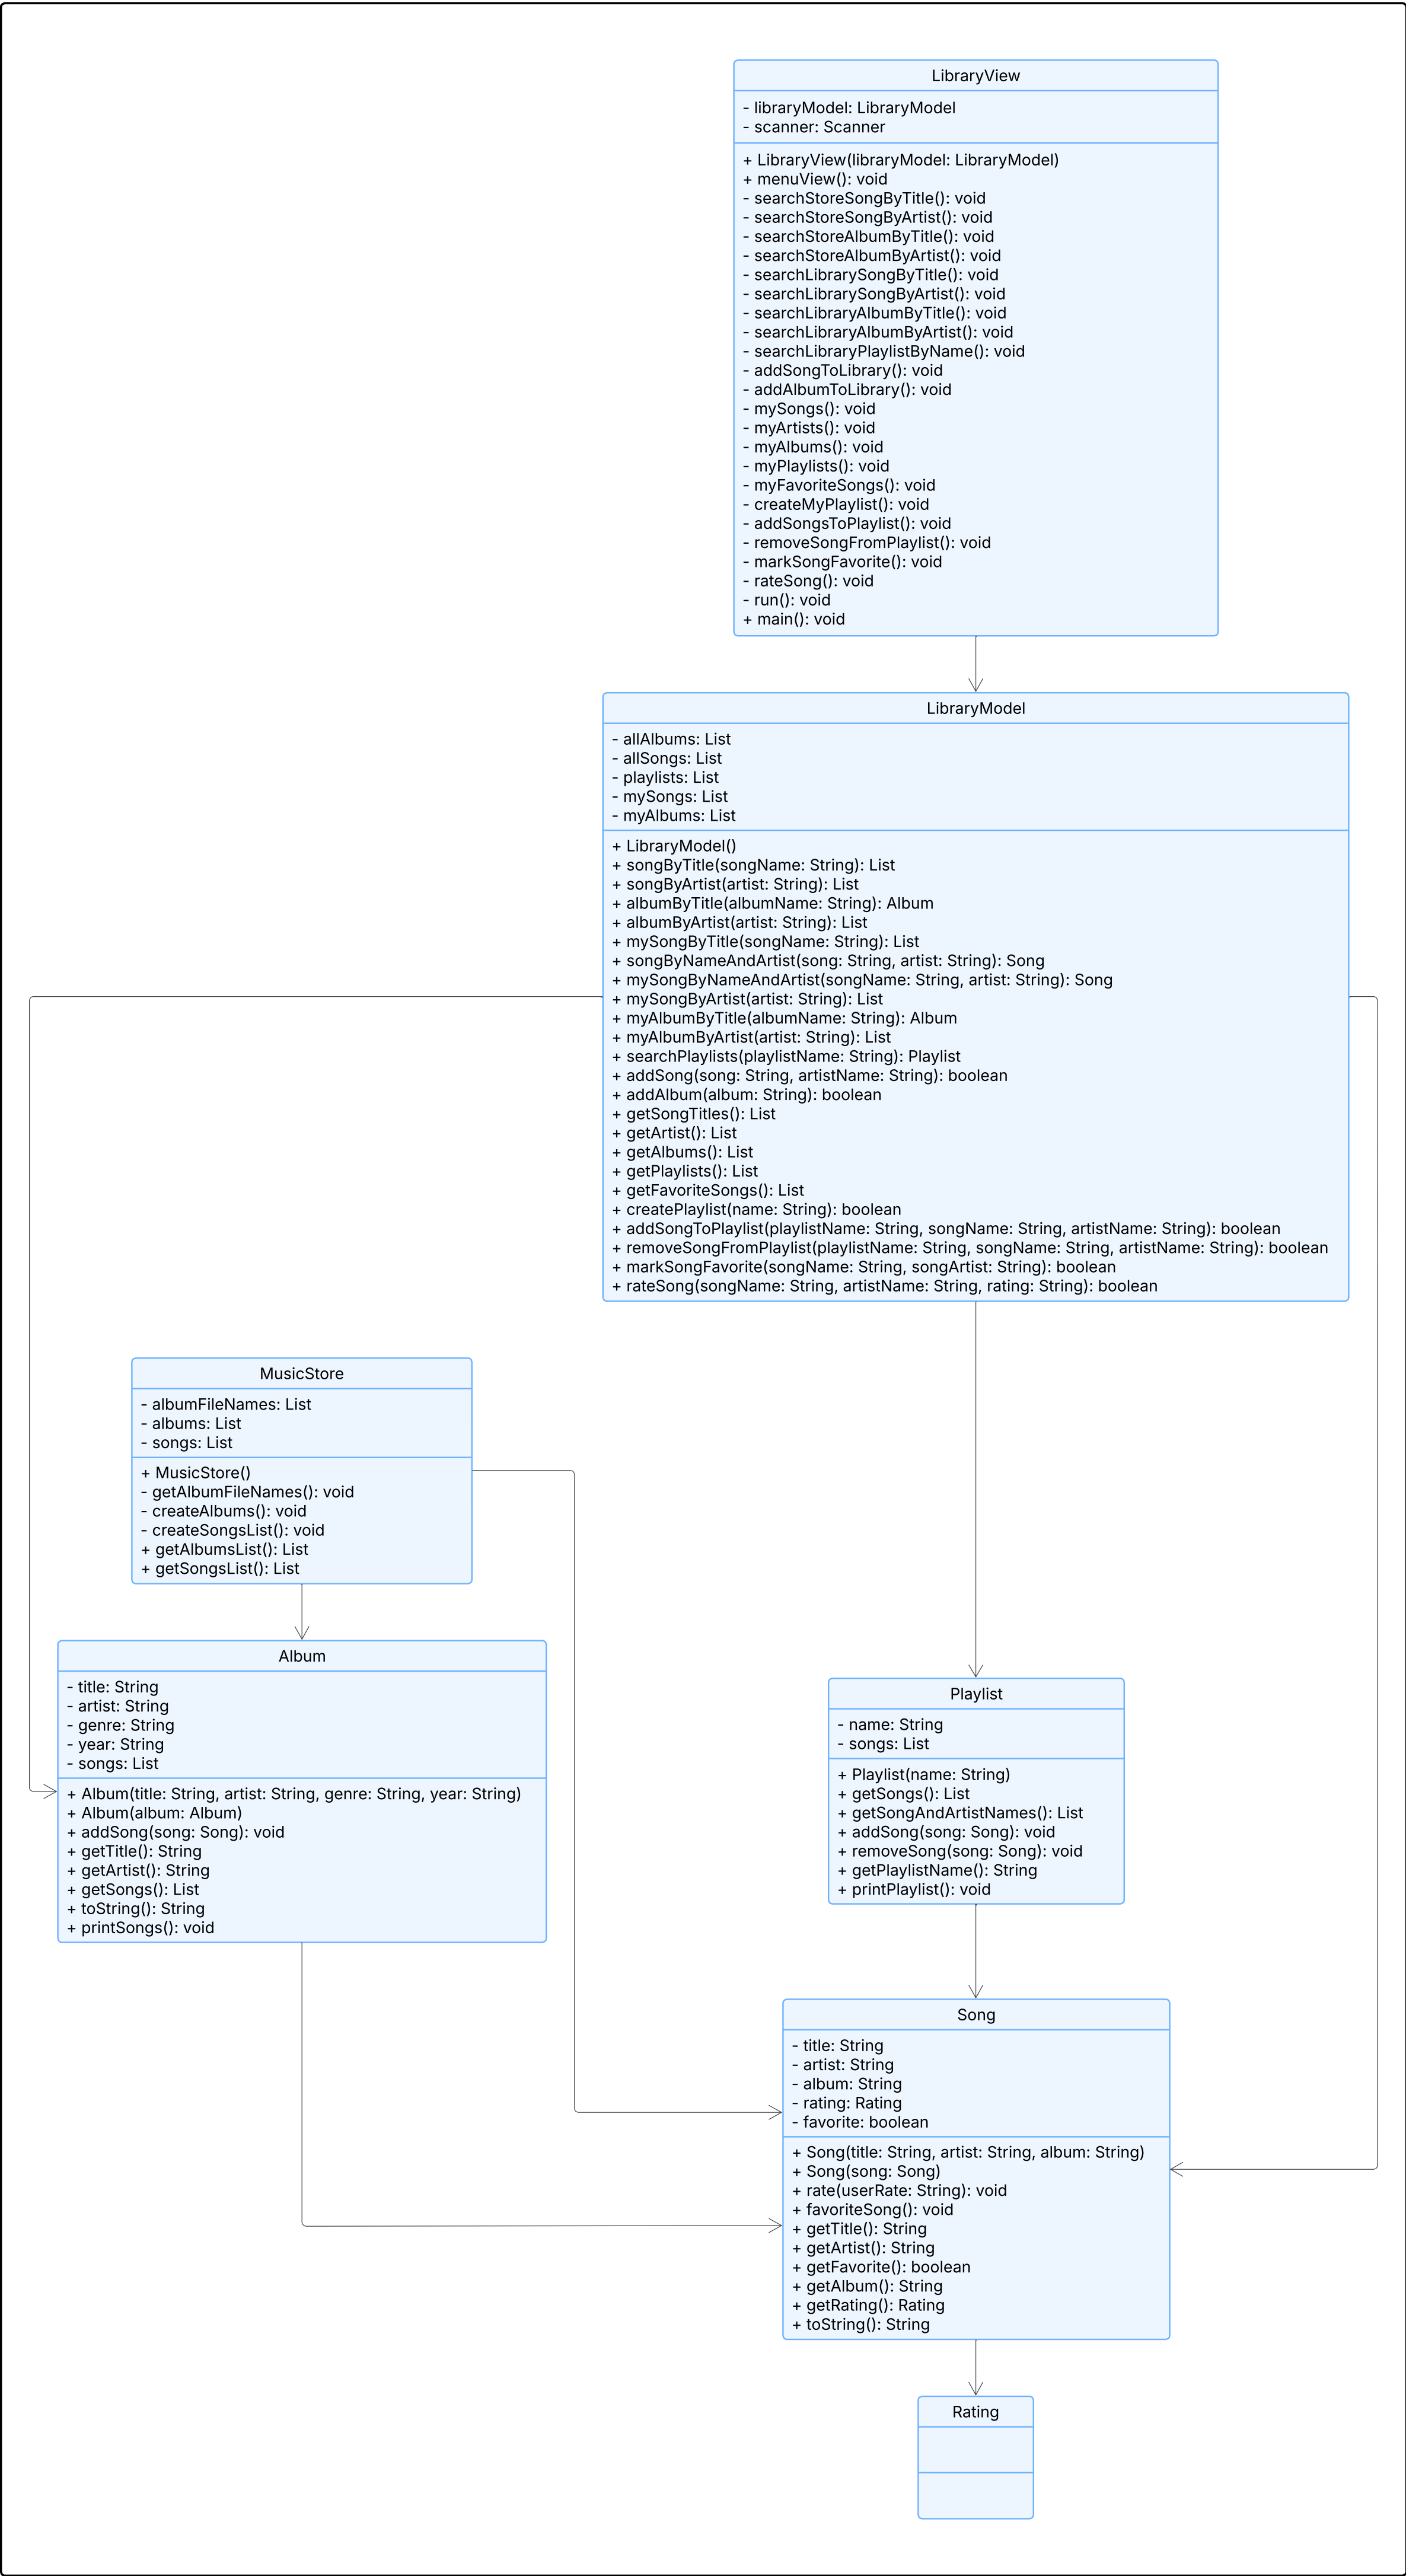 LibraryView
- libraryModel: LibraryModel
- scanner: Scanner
+ LibraryView(libraryModel: LibraryModel)
+ menuView(): void
- searchStoreSongByTitle(): void
- searchStoreSongByArtist(): void
- searchStoreAlbumByTitle(): void
- searchStoreAlbumByArtist(): void
- searchLibrarySongByTitle(): void
- searchLibrarySongByArtist(): void
- searchLibraryAlbumByTitle(): void
- searchLibraryAlbumByArtist(): void
- searchLibraryPlaylistByName(): void
- addSongToLibrary(): void
- addAlbumToLibrary(): void
- mySongs(): void
- myArtists(): void
- myAlbums(): void
- myPlaylists(): void
- myFavoriteSongs(): void
- createMyPlaylist(): void
- addSongsToPlaylist(): void
- removeSongFromPlaylist(): void
- markSongFavorite(): void
- rateSong(): void
- run(): void
+ main(): void
LibraryModel
- allAlbums: List
- allSongs: List
- playlists: List
- mySongs: List
- myAlbums: List
+ LibraryModel()
+ songByTitle(songName: String): List
+ songByArtist(artist: String): List
+ albumByTitle(albumName: String): Album
+ albumByArtist(artist: String): List
+ mySongByTitle(songName: String): List
+ songByNameAndArtist(song: String, artist: String): Song
+ mySongByNameAndArtist(songName: String, artist: String): Song
+ mySongByArtist(artist: String): List
+ myAlbumByTitle(albumName: String): Album
+ myAlbumByArtist(artist: String): List
+ searchPlaylists(playlistName: String): Playlist
+ addSong(song: String, artistName: String): boolean
+ addAlbum(album: String): boolean
+ getSongTitles(): List
+ getArtist(): List
+ getAlbums(): List
+ getPlaylists(): List
+ getFavoriteSongs(): List
+ createPlaylist(name: String): boolean
+ addSongToPlaylist(playlistName: String, songName: String, artistName: String): boolean
+ removeSongFromPlaylist(playlistName: String, songName: String, artistName: String): boolean
+ markSongFavorite(songName: String, songArtist: String): boolean
+ rateSong(songName: String, artistName: String, rating: String): boolean
MusicStore
- albumFileNames: List
- albums: List
- songs: List
+ MusicStore()
- getAlbumFileNames(): void
- createAlbums(): void
- createSongsList(): void
+ getAlbumsList(): List
+ getSongsList(): List
Album
- title: String
- artist: String
- genre: String
- year: String
- songs: List
+ Album(title: String, artist: String, genre: String, year: String)
+ Album(album: Album)
+ addSong(song: Song): void
+ getTitle(): String
+ getArtist(): String
+ getSongs(): List
+ toString(): String
+ printSongs(): void
Playlist
- name: String
- songs: List
+ Playlist(name: String)
+ getSongs(): List
+ getSongAndArtistNames(): List
+ addSong(song: Song): void
+ removeSong(song: Song): void
+ getPlaylistName(): String
+ printPlaylist(): void
Song
- title: String
- artist: String
- album: String
- rating: Rating
- favorite: boolean
+ Song(title: String, artist: String, album: String)
+ Song(song: Song)
+ rate(userRate: String): void
+ favoriteSong(): void
+ getTitle(): String
+ getArtist(): String
+ getFavorite(): boolean
+ getAlbum(): String
+ getRating(): Rating
+ toString(): String
Rating